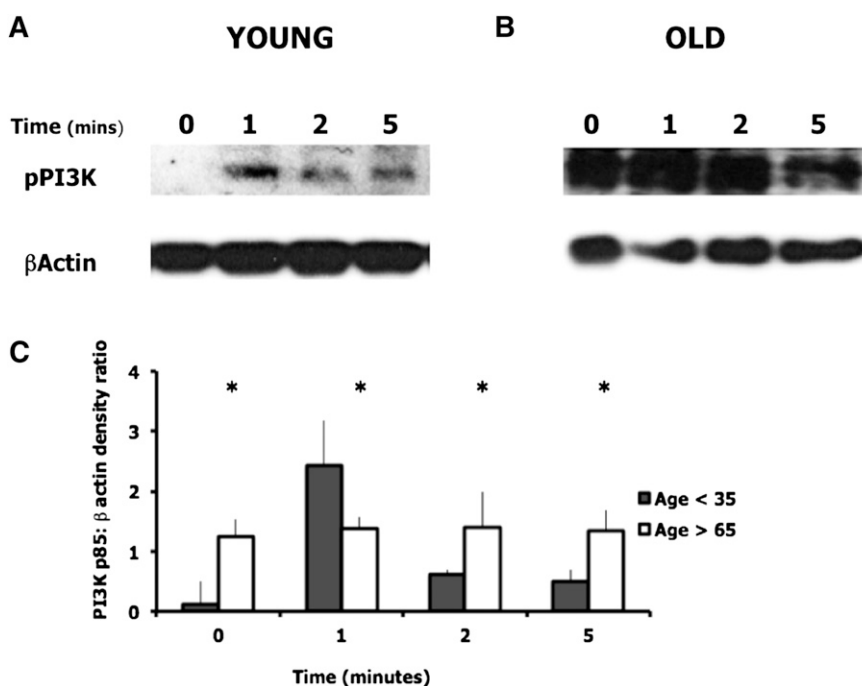 A YOUNG
B OLD
Time (mins) 0 1 2 5
0 1 2 5
pPI3K
βActin
C
PI3K p85: β actin density ratio
4
3
2
1
0
* * * *
Age < 35
Age > 65
0 1 2 5
Time (minutes)